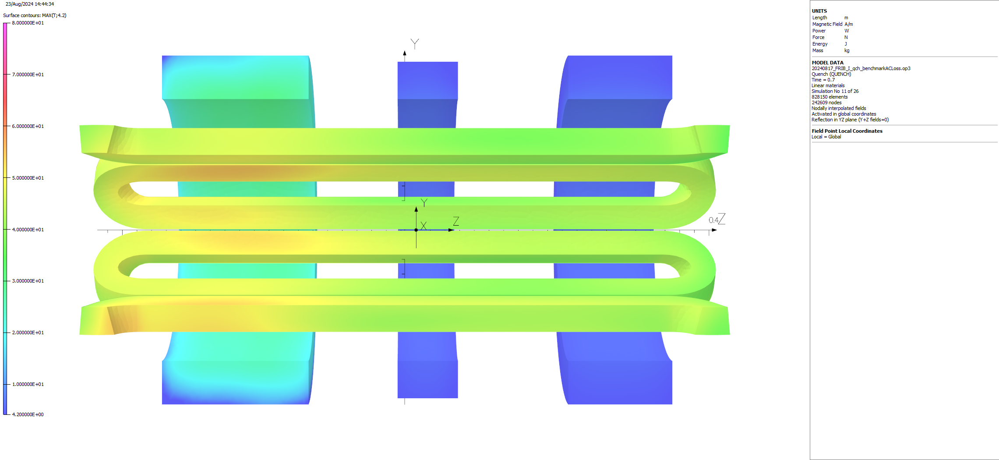 23/Aug/2024 14:44:34
Surface contours: MAX(T;4.2)
8.000000E+01
7.000000E+01
6.000000E+01
5.000000E+01
4.000000E+01
3.000000E+01
2.000000E+01
1.000000E+01
4.200000E+00
Y
Y
Z
X
0.4
Z
UNITS
Length m
Magnetic Field A/m
Power W
Force N
Energy J
Mass kg
MODEL DATA
20240817_FRIB_I_qch_benchmarkACLoss.op3
Quench (QUENCH)
Time = 0.7
Linear materials
Simulation No 11 of 26
828150 elements
242609 nodes
Nodally interpolated fields
Activated in global coordinates
Reflection in YZ plane (Y+Z fields=0)
Field Point Local Coordinates
Local = Global